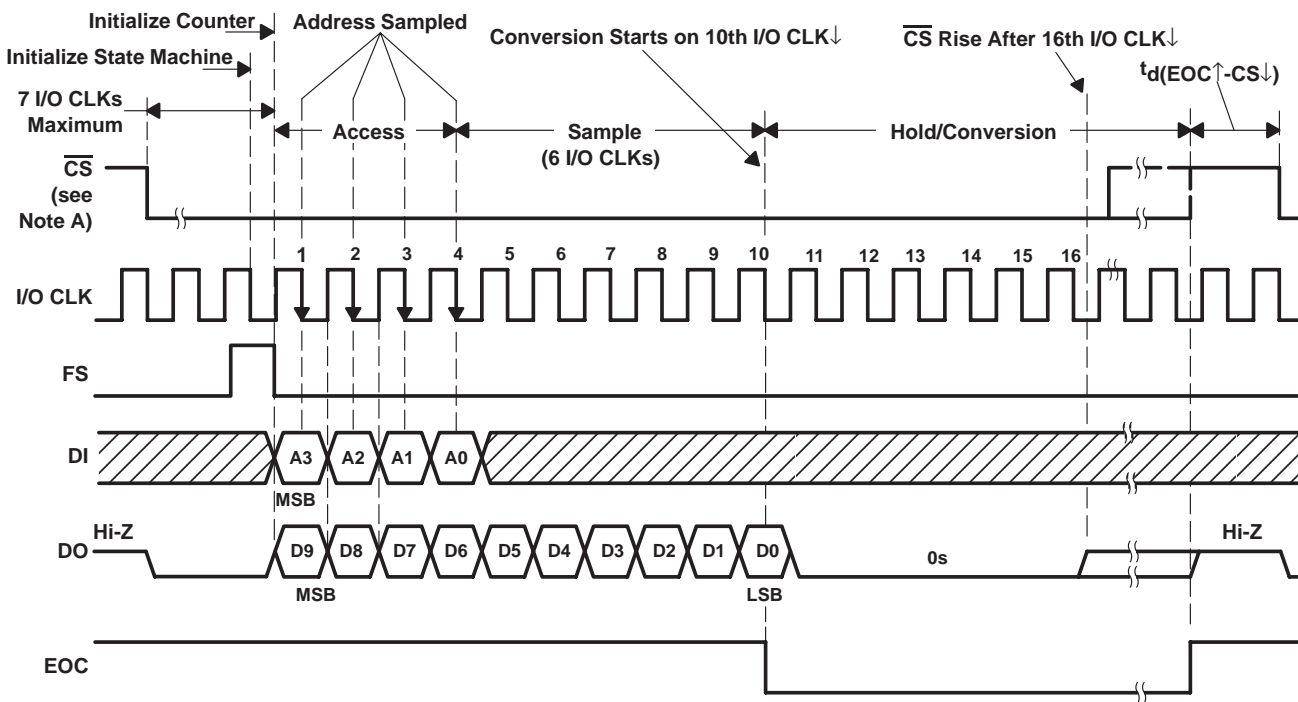 Initialize Counter
Address Sampled
Conversion Starts on 10th I/O CLK↓
CS Rise After 16th I/O CLK↓
Initialize State Machine
td(EOC↑-CS↓)
7 I/O CLKs
Maximum
Access
Sample
(6 I/O CLKs)
Hold/Conversion
CS
(see
Note A)
1 2 3 4 5 6 7 8 9 10 11 12 13 14 15 16
I/O CLK
FS
DI
A3 A2 A1 A0
MSB
Hi-Z
DO
D9 D8 D7 D6 D5 D4 D3 D2 D1 D0
0s
Hi-Z
MSB
LSB
EOC